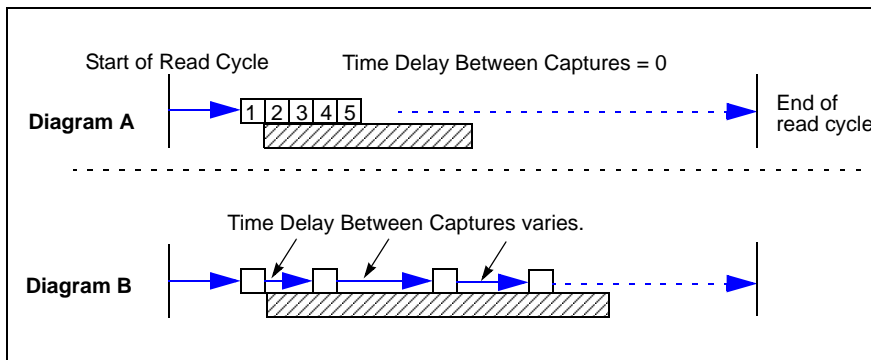 Start of Read Cycle
Time Delay Between Captures = 0
Diagram A
1 2 3 4 5
End of
read cycle
Time Delay Between Captures varies.
Diagram B